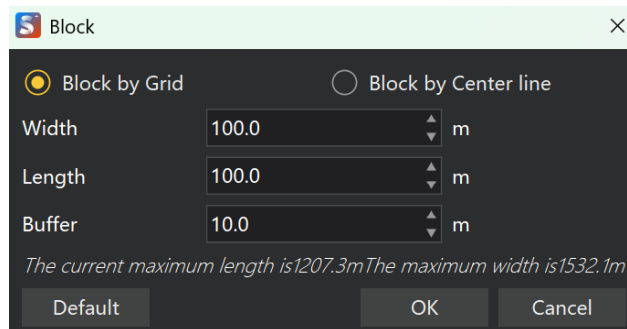 Block
Block by Grid Block by Center line
Width 100.0 m
Length 100.0 m
Buffer 10.0 m
The current maximum length is1207.3mThe maximum width is1532.1m
Default OK Cancel